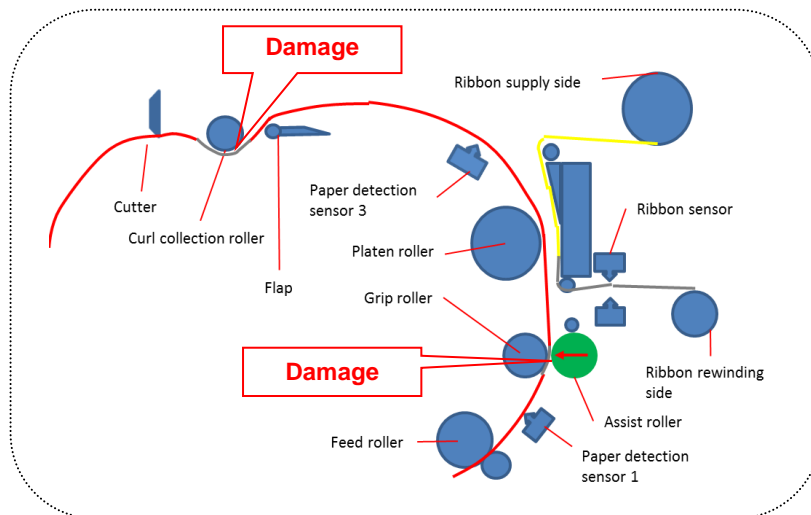 Damage
Ribbon supply side
Paper detection
sensor 3
Cutter
Curl collection roller
Ribbon sensor
Platen roller
Flap
Grip roller
Damage
Ribbon rewinding
side
Assist roller
Feed roller
Paper detection
sensor 1